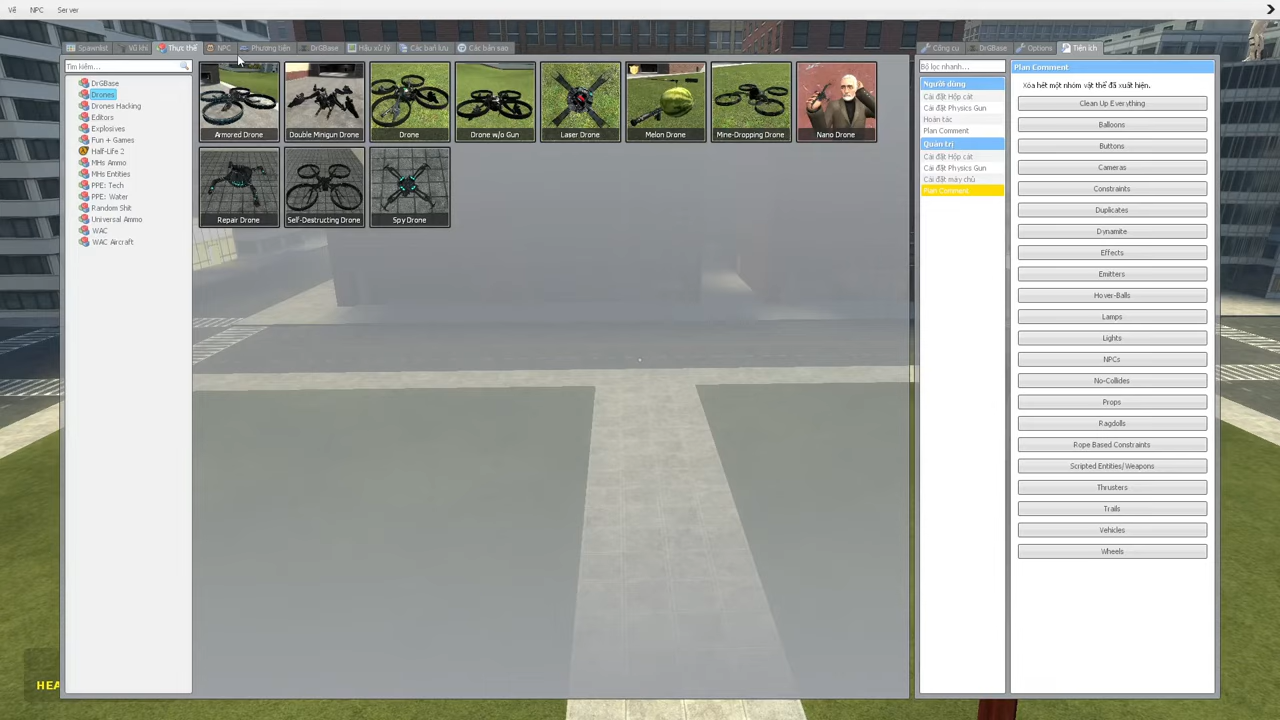 Vẽ NPC Server
Spawnlist Vũ khí Thực thể NPC Phương tiện DrGBase Hậu xử lý Các bản lưu Các bản sao
Công cụ DrGBase Options Tiện ích
Tìm kiếm...
DrGBase
Drones
Drones Hacking
Editors
Explosives
Fun + Games
Half-Life 2
MHs Ammo
MHs Entities
PPE: Tech
PPE: Water
Random Shit
Universal Ammo
WAC
WAC Aircraft
Armored Drone
Double Minigun Drone
Drone
Drone w/o Gun
Laser Drone
Melon Drone
Mine-Dropping Drone
Nano Drone
Repair Drone
Self-Destructing Drone
Spy Drone
Bộ lọc nhanh...
Người dùng
Cài đặt Hộp cát
Cài đặt Physics Gun
Hoàn tác
Plan Comment
Quản trị
Cài đặt Hộp cát
Cài đặt Physics Gun
Cài đặt máy chủ
Plan Comment
Plan Comment
Xóa hết một nhóm vật thể đã xuất hiện.
Clean Up Everything
Balloons
Buttons
Cameras
Constraints
Duplicates
Dynamite
Effects
Emitters
Hover-Balls
Lamps
Lights
NPCs
No-Collides
Props
Ragdolls
Rope Based Constraints
Scripted Entities/Weapons
Thrusters
Trails
Vehicles
Wheels
HEA